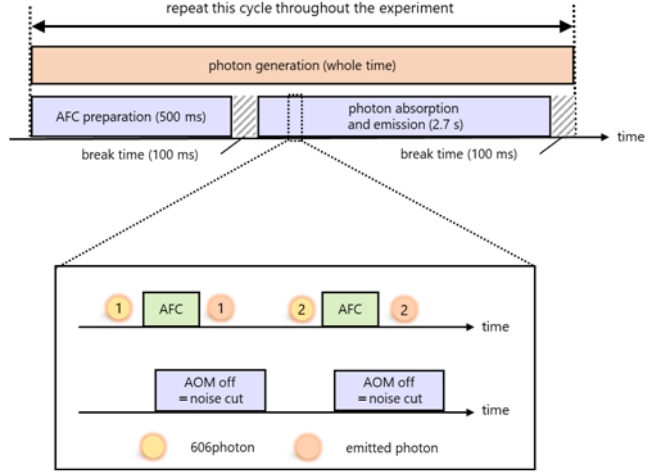 repeat this cycle throughout the experiment
photon generation (whole time)
AFC preparation (500 ms)
photon absorption
and emission (2.7 s)
time
break time (100 ms)
break time (100 ms)
1
AFC
1
2
AFC
2
time
AOM off
=noise cut
AOM off
=noise cut
time
606photon
emitted photon